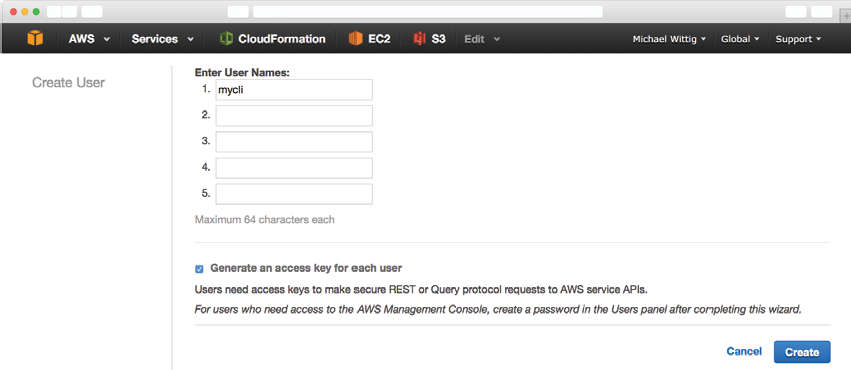 AWS Services CloudFormation EC2 S3 Edit Michael Wittig Global Support
Create User
Enter User Names:
1. mycli
2.
3.
4.
5.
Maximum 64 characters each
Generate an access key for each user
Users need access keys to make secure REST or Query protocol requests to AWS service APIs.
For users who need access to the AWS Management Console, create a password in the Users panel after completing this wizard.
Cancel Create